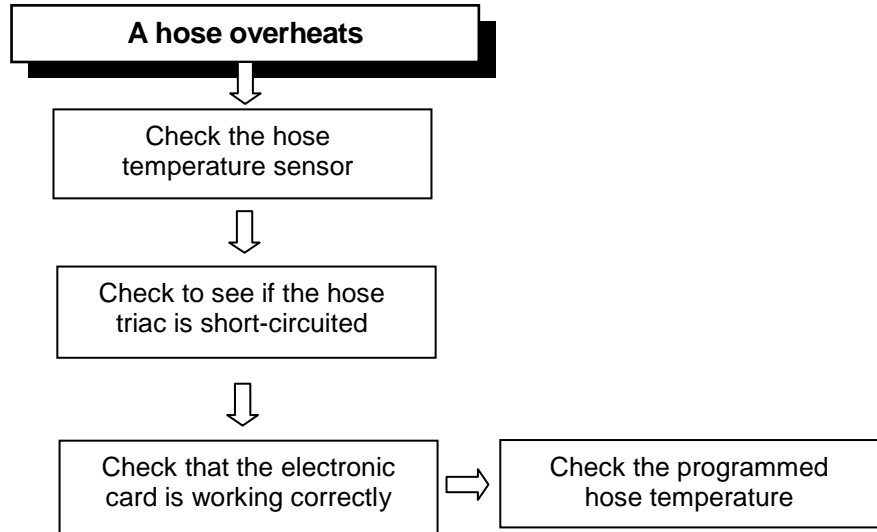 A hose overheats
Check the hose
temperature sensor
Check to see if the hose
triac is short-circuited
Check that the electronic
card is working correctly
Check the programmed
hose temperature